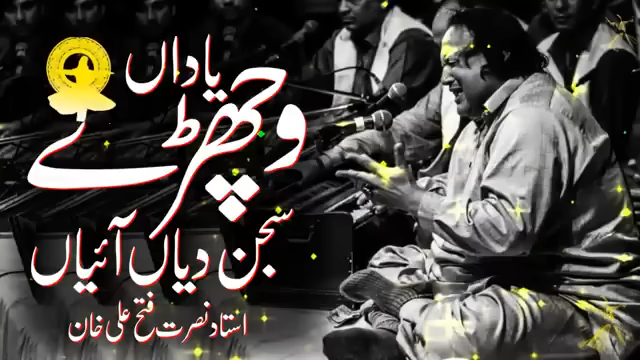 یاداں
وچھڑے
سجن دیاں آئیاں
استاد نصرت فتح علی خان